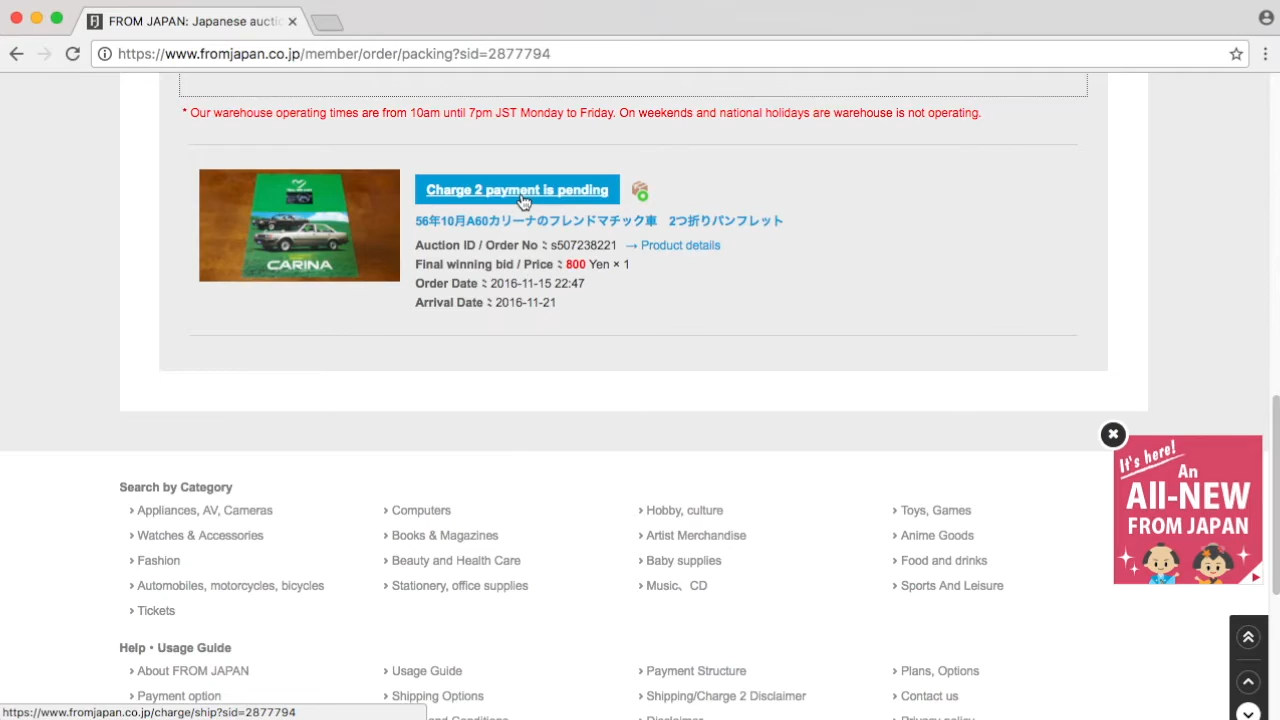 FROM JAPAN: Japanese aucti
https://www.fromjapan.co.jp/member/order/packing?sid=2877794
* Our warehouse operating times are from 10am until 7pm JST Monday to Friday. On weekends and national holidays are warehouse is not operating.
CARINA
Charge 2 payment is pending
56年10月A60カリーナのフレンドマチック車　2つ折りパンフレット
Auction ID / Order No : s507238221 → Product details
Final winning bid / Price : 800 Yen × 1
Order Date : 2016-11-15 22:47
Arrival Date : 2016-11-21
It's here!
An
ALL-NEW
FROM JAPAN
Search by Category
› Appliances, AV, Cameras
› Computers
› Hobby, culture
› Toys, Games
› Watches & Accessories
› Books & Magazines
› Artist Merchandise
› Anime Goods
› Fashion
› Beauty and Health Care
› Baby supplies
› Food and drinks
› Automobiles, motorcycles, bicycles
› Stationery, office supplies
› Music、CD
› Sports And Leisure
› Tickets
Help・Usage Guide
› About FROM JAPAN
› Usage Guide
› Payment Structure
› Plans, Options
› Payment option
› Shipping Options
› Shipping/Charge 2 Disclaimer
› Contact us
https://www.fromjapan.co.jp/charge/ship?sid=2877794